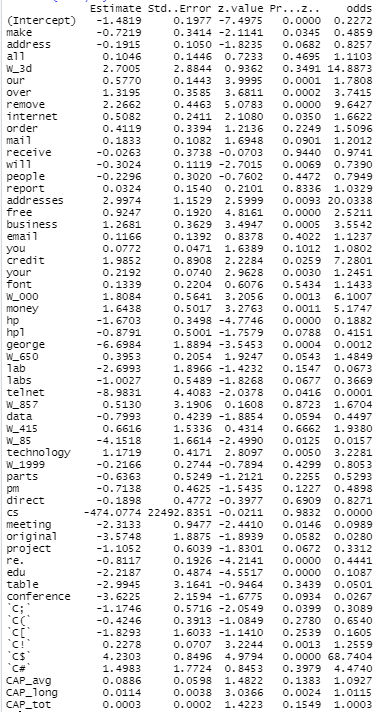 Estimate Std..Error z.value Pr...z.. odds
(Intercept) -1.4819 0.1977 -7.4975 0.0000 0.2272
make -0.7219 0.3414 -2.1141 0.0345 0.4859
address -0.1915 0.1050 -1.8235 0.0682 0.8257
all 0.1046 0.1446 0.7233 0.4695 1.1103
W_3d 2.7005 2.8844 0.9362 0.3491 14.8873
our 0.5770 0.1443 3.9995 0.0001 1.7808
over 1.3195 0.3585 3.6811 0.0002 3.7415
remove 2.2662 0.4463 5.0783 0.0000 9.6427
internet 0.5082 0.2411 2.1080 0.0350 1.6622
order 0.4119 0.3394 1.2136 0.2249 1.5096
mail 0.1833 0.1082 1.6948 0.0901 1.2012
receive -0.0263 0.3738 -0.0703 0.9440 0.9741
will -0.3024 0.1119 -2.7015 0.0069 0.7390
people -0.2296 0.3020 -0.7602 0.4472 0.7949
report 0.0324 0.1540 0.2101 0.8336 1.0329
addresses 2.9974 1.1529 2.5999 0.0093 20.0338
free 0.9247 0.1920 4.8161 0.0000 2.5211
business 1.2681 0.3629 3.4947 0.0005 3.5542
email 0.1166 0.1392 0.8378 0.4022 1.1237
you 0.0772 0.0471 1.6389 0.1012 1.0802
credit 1.9852 0.8908 2.2284 0.0259 7.2801
your 0.2192 0.0740 2.9628 0.0030 1.2451
font 0.1339 0.2204 0.6076 0.5434 1.1433
W_000 1.8084 0.5641 3.2056 0.0013 6.1007
money 1.6438 0.5017 3.2763 0.0011 5.1747
hp -1.6703 0.3498 -4.7746 0.0000 0.1882
hpl -0.8791 0.5001 -1.7579 0.0788 0.4151
george -6.6984 1.8894 -3.5453 0.0004 0.0012
W_650 0.3953 0.2054 1.9247 0.0543 1.4849
lab -2.6993 1.8966 -1.4232 0.1547 0.0673
labs -1.0027 0.5489 -1.8268 0.0677 0.3669
telnet -8.9831 4.4083 -2.0378 0.0416 0.0001
W_857 0.5130 3.1906 0.1608 0.8723 1.6704
data -0.7993 0.4239 -1.8854 0.0594 0.4497
W_415 0.6616 1.5336 0.4314 0.6662 1.9380
W_85 -4.1518 1.6614 -2.4990 0.0125 0.0157
technology 1.1719 0.4171 2.8097 0.0050 3.2281
W_1999 -0.2166 0.2744 -0.7894 0.4299 0.8053
parts -0.6363 0.5249 -1.2121 0.2255 0.5293
pm -0.7138 0.4625 -1.5435 0.1227 0.4898
direct -0.1898 0.4772 -0.3977 0.6909 0.8271
cs -474.0774 22492.8351 -0.0211 0.9832 0.0000
meeting -2.3133 0.9477 -2.4410 0.0146 0.0989
original -3.5748 1.8875 -1.8939 0.0582 0.0280
project -1.1052 0.6039 -1.8301 0.0672 0.3312
re. -0.8117 0.1926 -4.2141 0.0000 0.4441
edu -2.2187 0.4874 -4.5517 0.0000 0.1087
table -2.9945 3.1641 -0.9464 0.3439 0.0501
conference -3.6225 2.1594 -1.6775 0.0934 0.0267
`C;` -1.1746 0.5716 -2.0549 0.0399 0.3089
`C(` -0.4246 0.3913 -1.0849 0.2780 0.6540
`C[` -1.8293 1.6033 -1.1410 0.2539 0.1605
`C!` 0.2278 0.0707 3.2244 0.0013 1.2559
`C$` 4.2303 0.8496 4.9794 0.0000 68.7404
`C#` 1.4983 1.7724 0.8453 0.3979 4.4740
CAP_avg 0.0886 0.0598 1.4822 0.1383 1.0927
CAP_long 0.0114 0.0038 3.0366 0.0024 1.0115
CAP_tot 0.0003 0.0002 1.4223 0.1549 1.0003